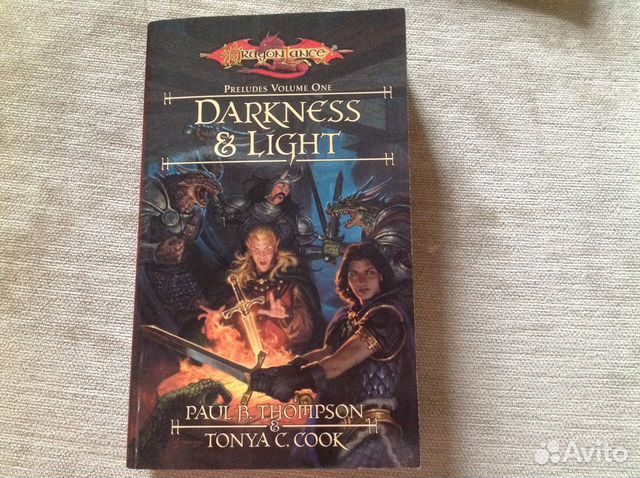 DRAGONLANCE
PRELUDES VOLUME ONE
DARKNESS
& LIGHT
PAUL B. THOMPSON
&
TONYA C. COOK
Avito